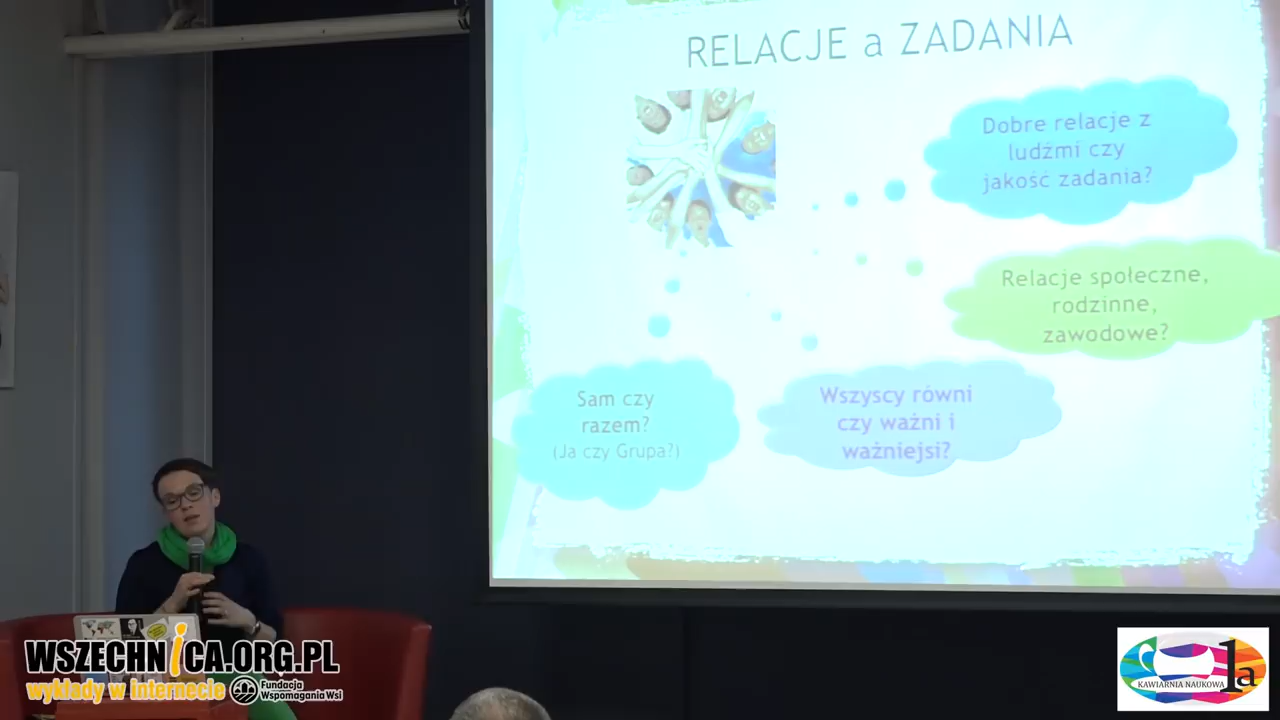 RELACJE a ZADANIA
Dobre relacje z
ludźmi czy
jakość zadania?
Relacje społeczne,
rodzinne,
zawodowe?
Sam czy
razem?
(Ja czy Grupa?)
Wszyscy równi
czy ważni i
ważniejsi?
WSZECHNICA.ORG.PL
wykłady w internecie
Fundacja
Wspomagania Wsi
KAWIARNIA NAUKOWA
1a